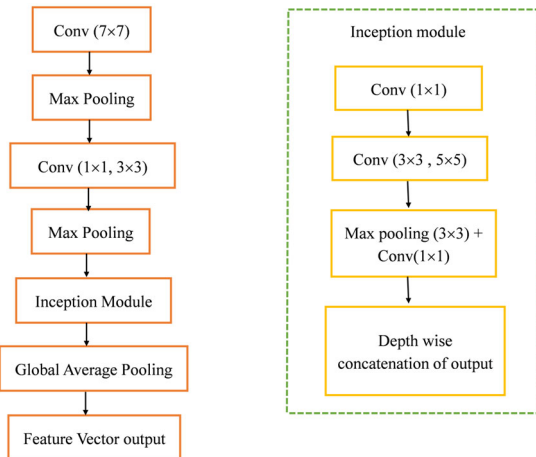 Conv (7×7)
Max Pooling
Conv (1×1, 3×3)
Max Pooling
Inception Module
Global Average Pooling
Feature Vector output
Inception module
Conv (1×1)
Conv (3×3 , 5×5)
Max pooling (3×3) +
Conv(1×1)
Depth wise
concatenation of output